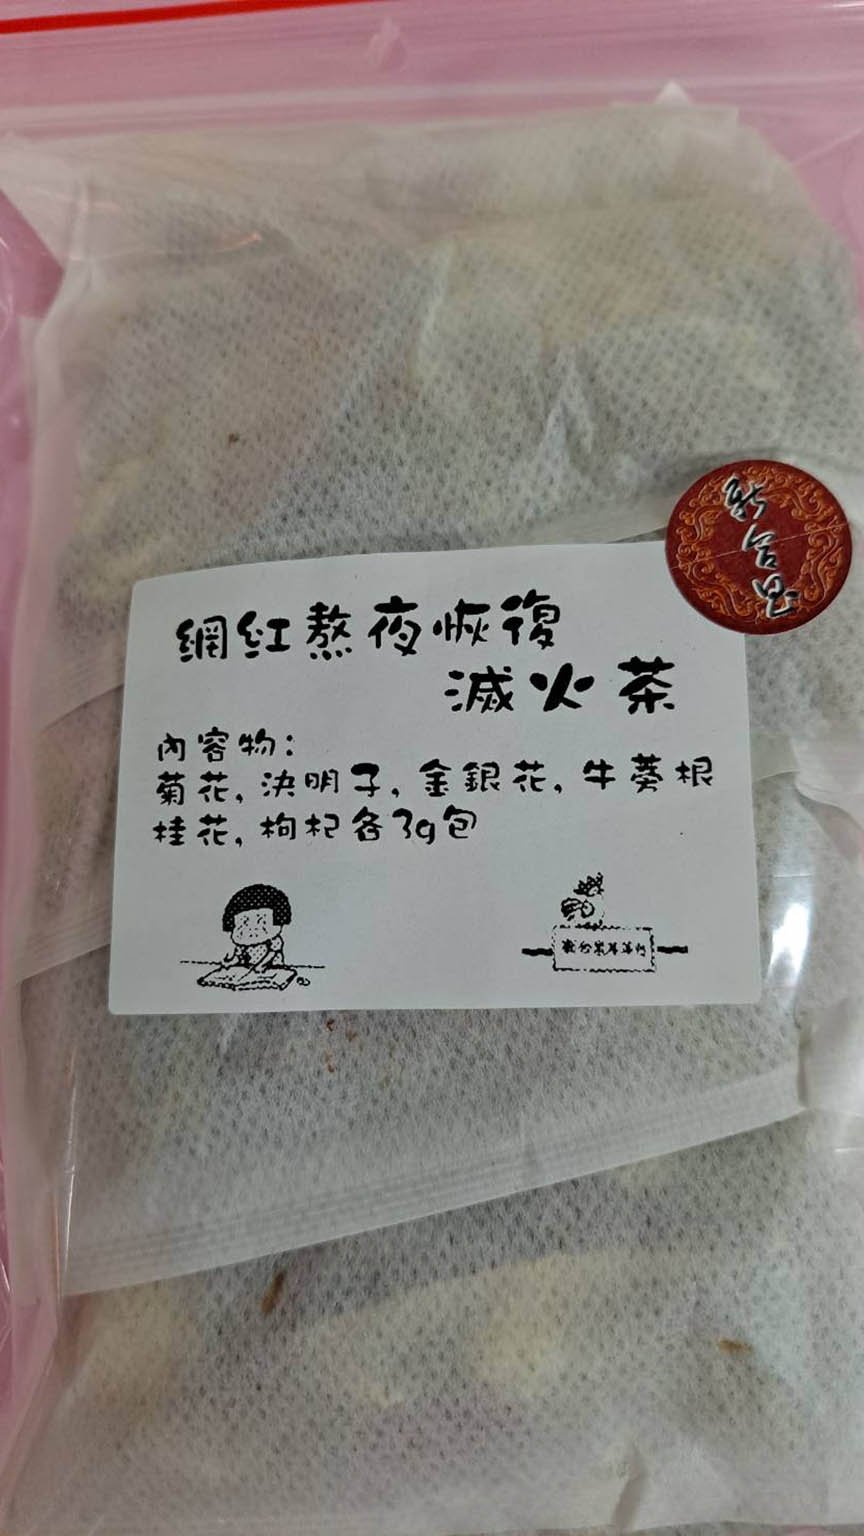 網紅熬夜恢復
滅火茶
內容物:
菊花,決明子,金銀花,牛蒡根
桂花,枸杞各3g包